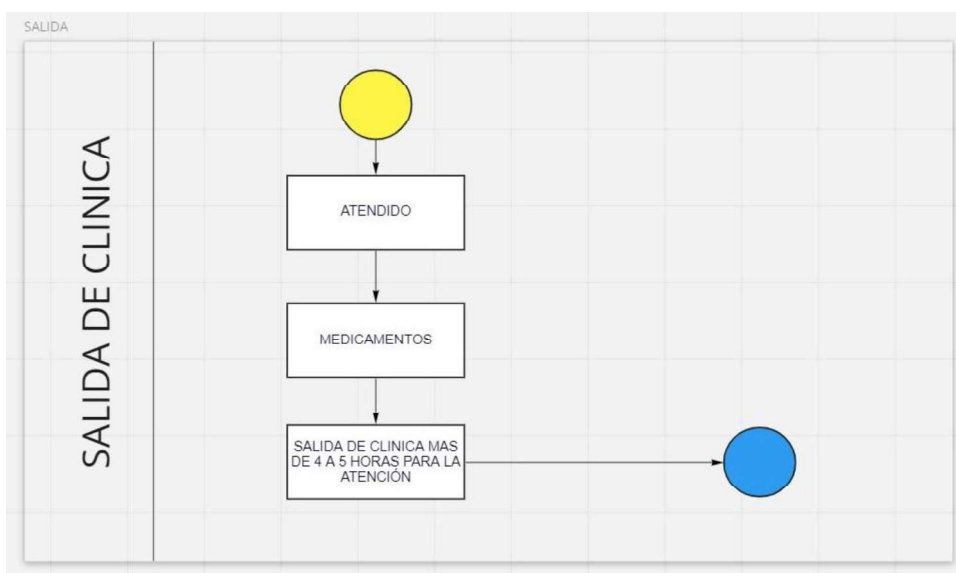 SALIDA
SALIDA DE CLINICA
ATENDIDO
MEDICAMENTOS
SALIDA DE CLINICA MAS
DE 4 A 5 HORAS PARA LA
ATENCIÓN